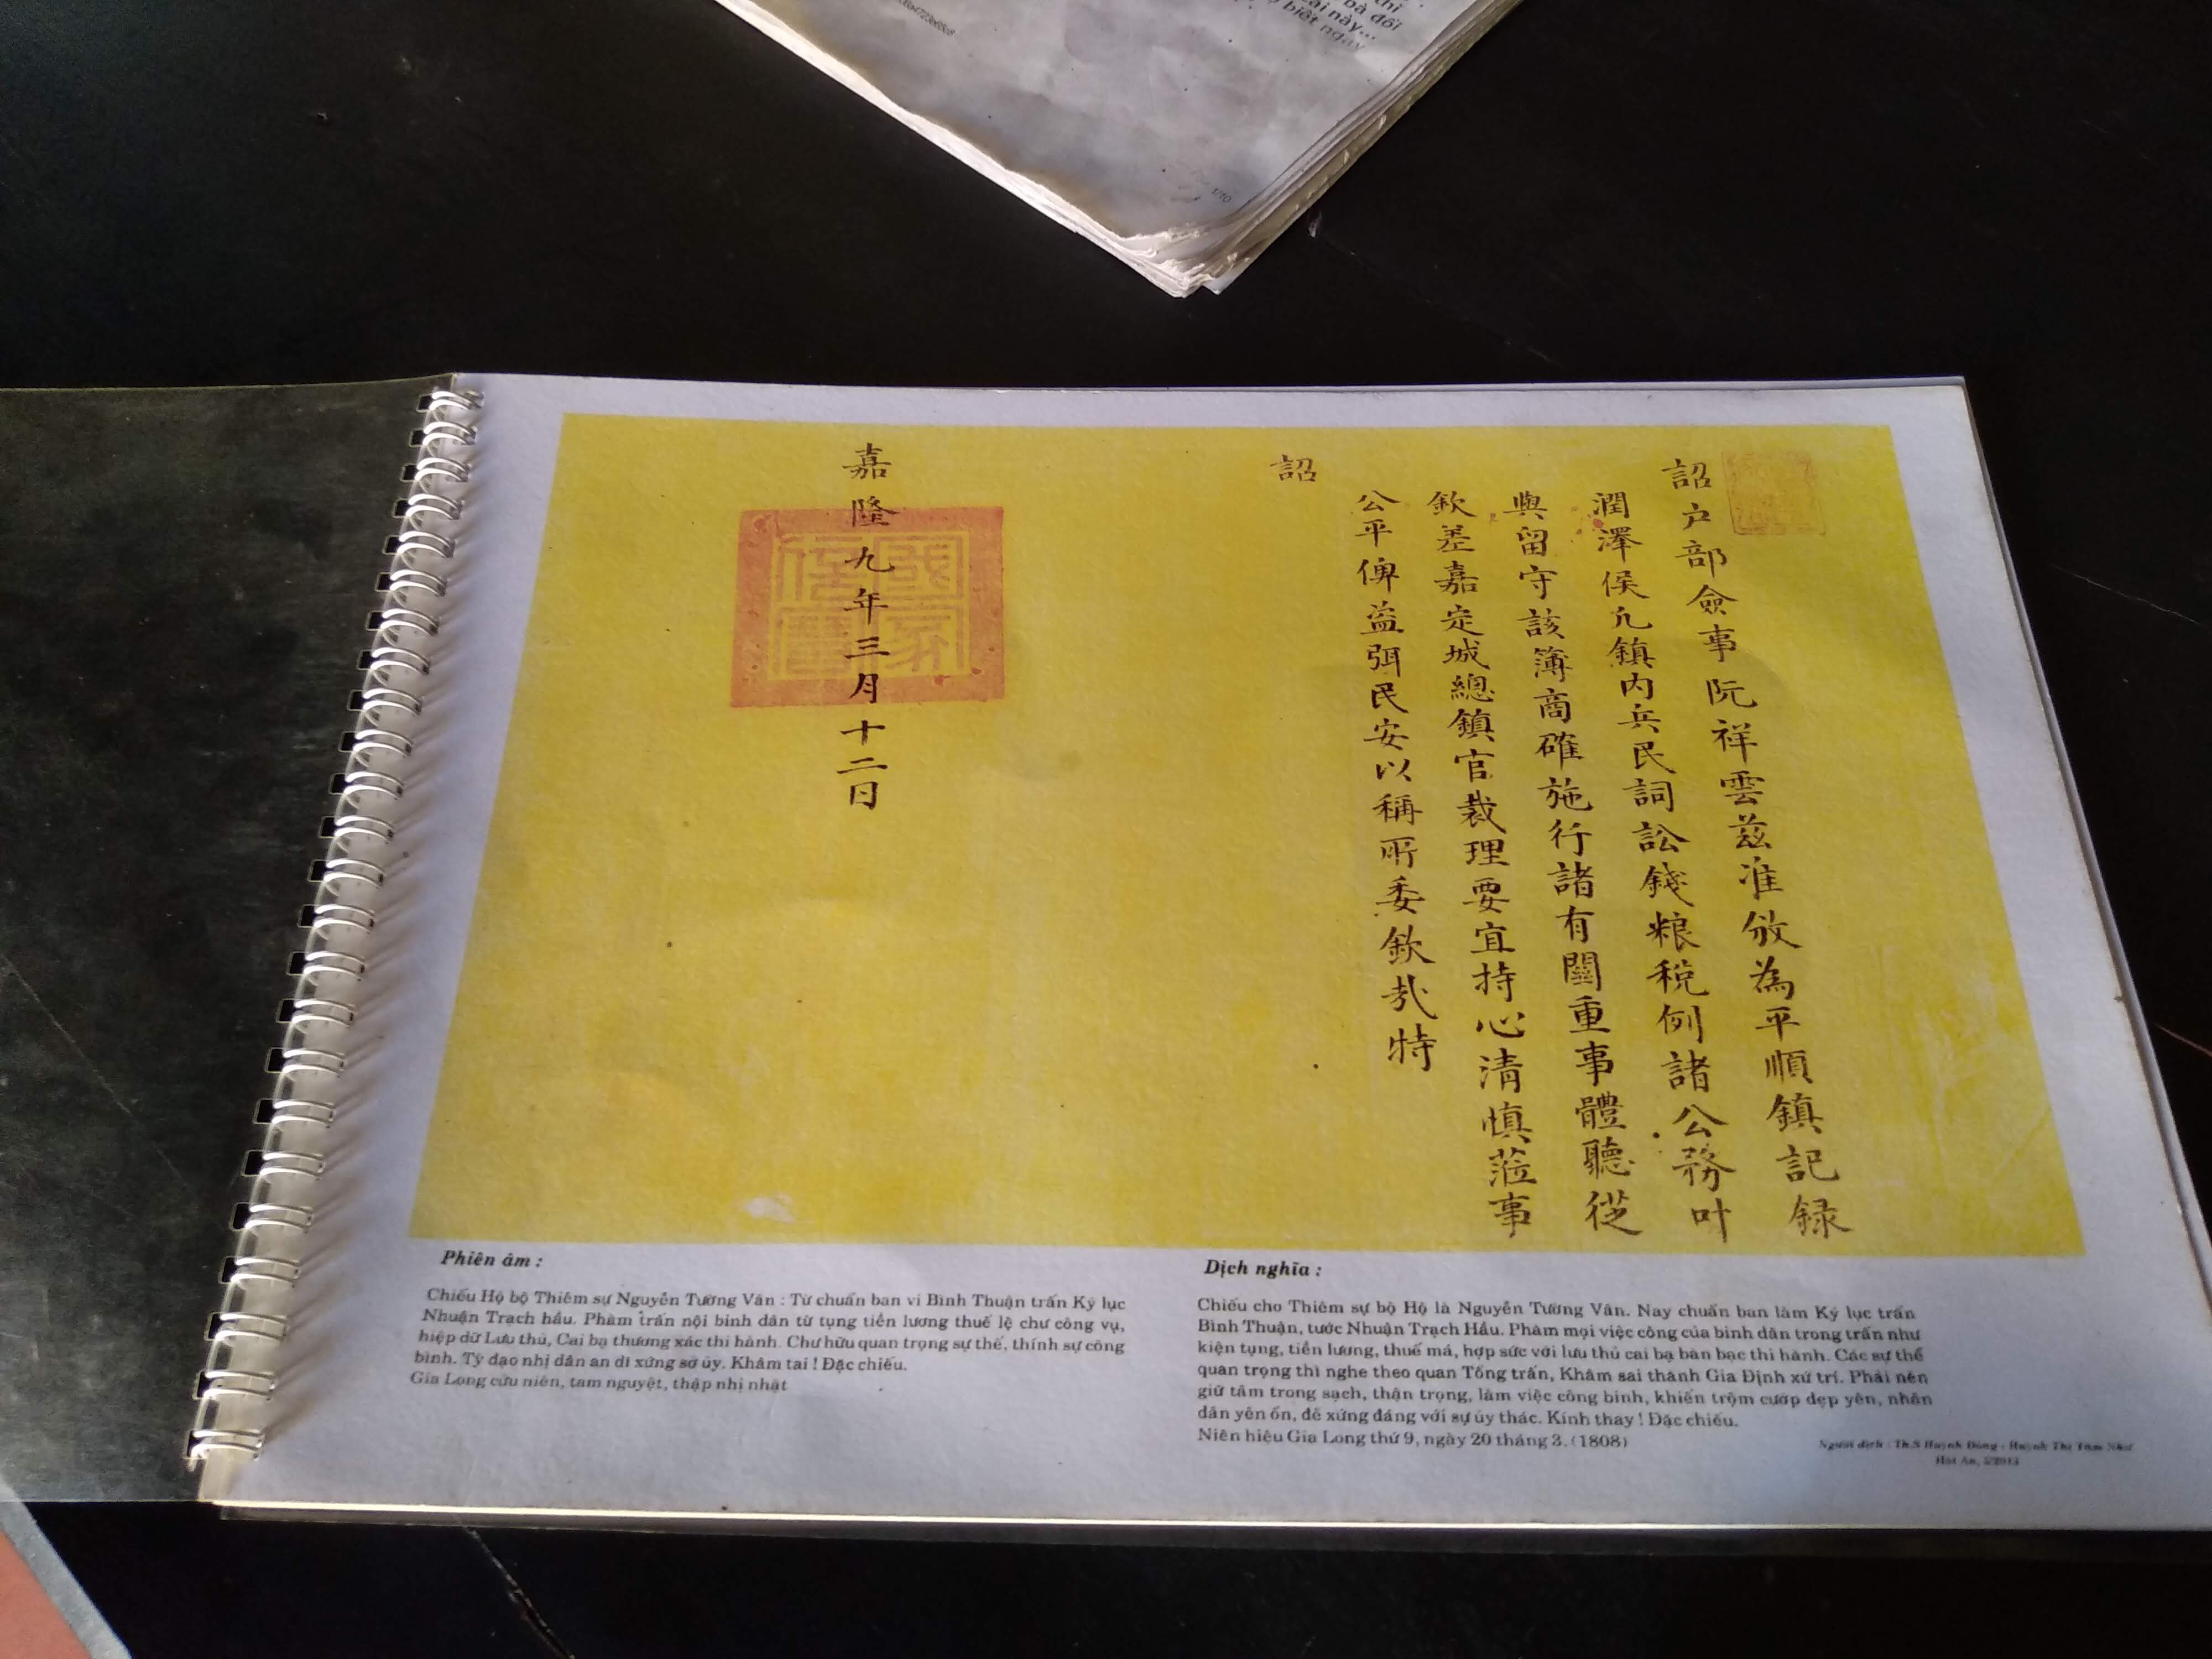 thi
bà đổi
cái này...
biết ngay
1/10
詔户部僉事阮祥雲茲准攽為平順鎮記録
潤澤侯凢鎮内兵民詞訟錢粮税例諸公務叶
與留守該簿商確施行諸有關重事體聽從
欽差嘉定城總鎮官裁理要宜持心清慎蒞事
公平俾益弭民安以稱所委欽哉特
詔
嘉隆九年三月十二日
國家
寶
Phiên âm :
Chiếu Hộ bộ Thiêm sự Nguyễn Tường Vân : Từ chuẩn ban vi Bình Thuận trấn Ký lục
Nhuận Trạch hầu. Phàm trấn nội binh dân từ tụng tiền lương thuế lệ chư công vụ,
hiệp dữ Lưu thủ, Cai bạ thương xác thi hành. Chư hữu quan trọng sự thể, thính sự công
bình. Tỷ đạo nhị dân an dĩ xứng sở ủy. Khâm tai ! Đặc chiếu.
Gia Long cửu niên, tam nguyệt, thập nhị nhật
Dịch nghĩa :
Chiếu cho Thiêm sự bộ Hộ là Nguyễn Tường Vân. Nay chuẩn ban làm Ký lục trấn
Bình Thuận, tước Nhuận Trạch Hầu. Phàm mọi việc công của binh dân trong trấn như
kiện tụng, tiền lương, thuế má, hợp sức với lưu thủ cai bạ bàn bạc thi hành. Các sự thể
quan trọng thì nghe theo quan Tổng trấn, Khâm sai thành Gia Định xử trí. Phải nên
giữ tâm trong sạch, thận trọng, làm việc công bình, khiến trộm cướp dẹp yên, nhân
dân yên ổn, để xứng đáng với sự ủy thác. Kính thay ! Đặc chiếu.
Niên hiệu Gia Long thứ 9, ngày 20 tháng 3. (1808)
Người dịch : Th.S Huỳnh Đông - Huỳnh Thị Tâm Như
Hội An, 5/2013